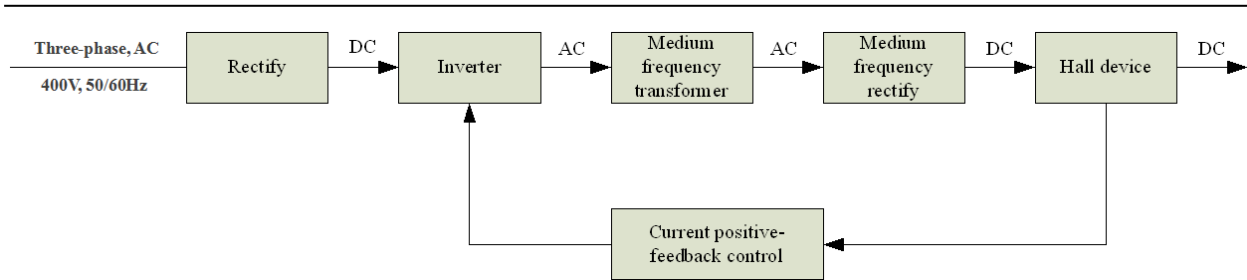 Three-phase, AC
400V, 50/60Hz
Rectify
DC
Inverter
AC
Medium
frequency
transformer
AC
Medium
frequency
rectify
DC
Hall device
DC
Current positive-
feedback control